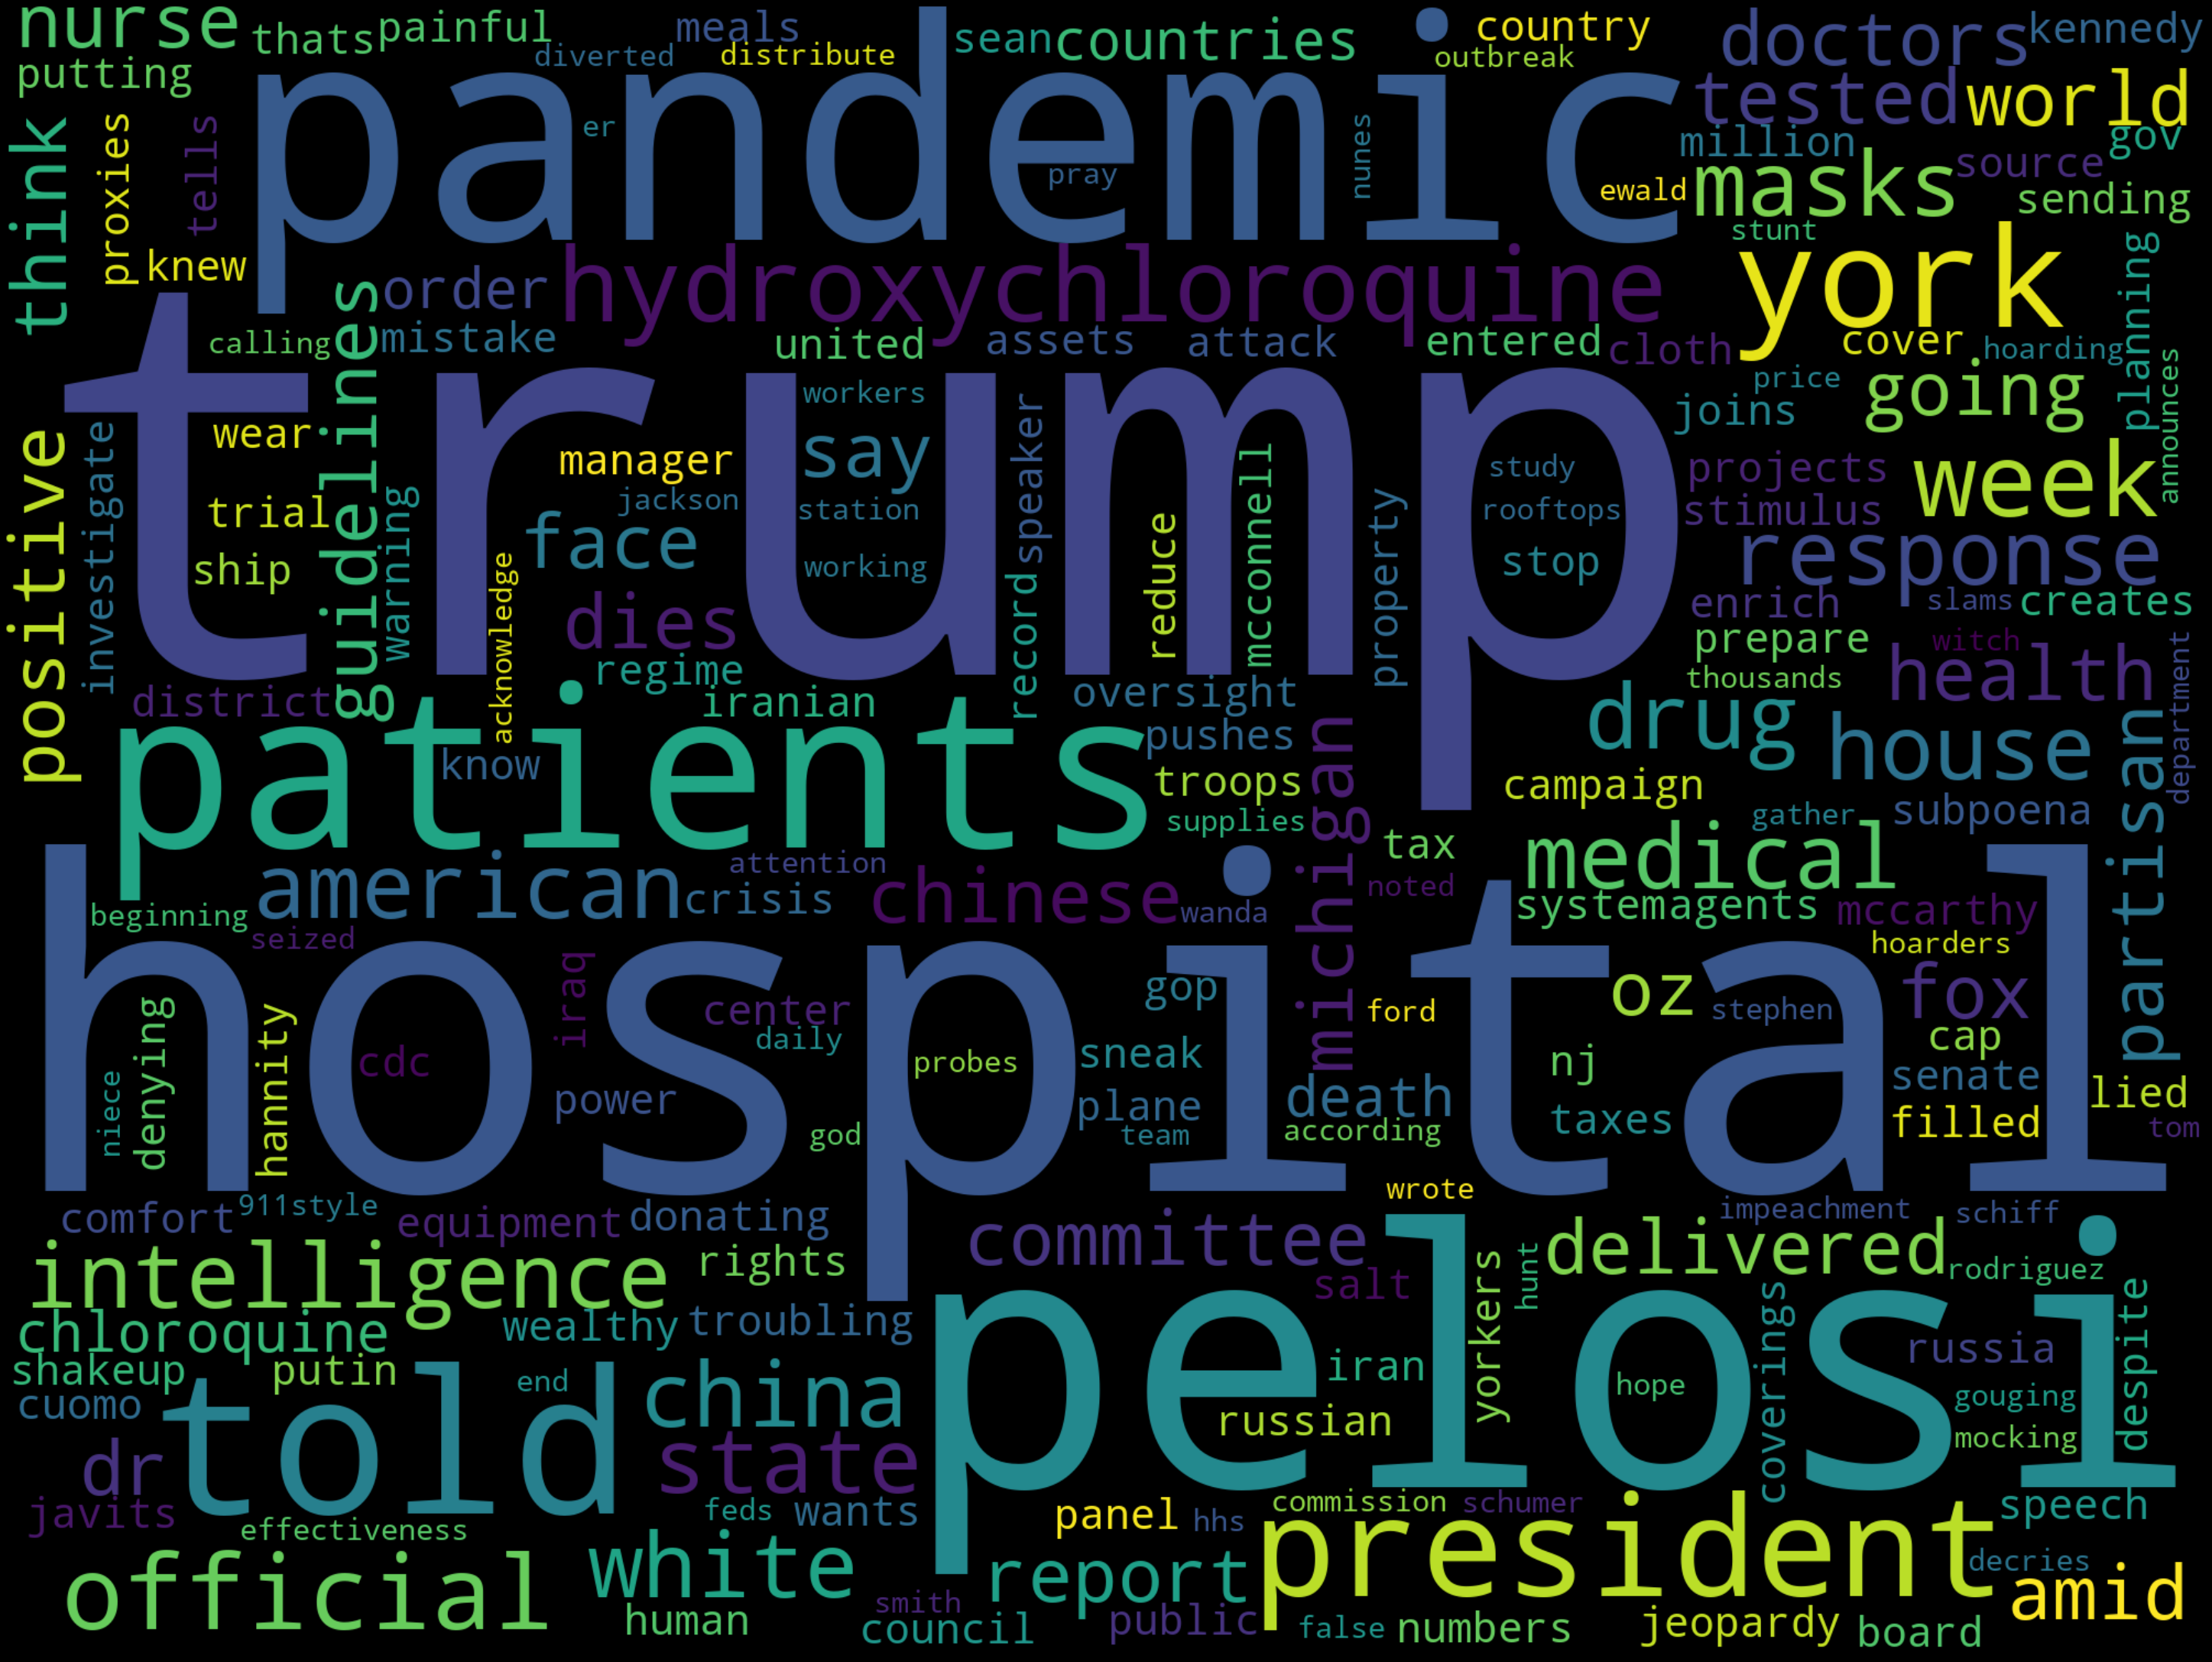 nurse
thats
painful
meals
diverted
distribute
sean
countries
country
outbreak
doctors
kennedy
putting
pandemic
tested
world
think
proxies
tells
er
pray
nunes
ewald
million
gov
masks
source
sending
stunt
knew
order
hydroxychloroquine
york
planning
guidelines
calling
mistake
united
assets
attack
entered
cloth
cover
hoarding
announces
trump
workers
price
going
joins
positive
investigate
wear
manager
say
speaker
mcconnell
study
projects
week
warning
jackson
station
reduce
property
rooftops
stimulus
trial
face
stop
response
ship
acknowledge
working
record
enrich
slams
creates
dies
prepare
witch
department
regime
thousands
health
district
iranian
oversight
drug
patients
know
pushes
michigan
house
partissan
troops
campaign
subpoena
supplies
gather
tax
medical
american
attention
crisis
chinese
wanda
noted
systemagents
mccarthy
beginning
seized
hoarders
hospital
iraq
center
gop
ford
oz
stephen
fox
denying
hannity
cdc
daily
probes
sneak
nj
cap
niece
power
plane
death
senate
lied
god
team
according
taxes
filled
tom
comfort
911style
equipment
donating
wrote
impeachment
schiff
intelligence
rights
committee
salt
yorkers
hunt
delivered
rodriguez
chloroquine
wealthy
troubling
pelosi
coverings
russia
despite
shakeup
putin
end
china
iran
hope
gouging
cuomo
told
russian
mocking
dr
state
javits
feds
wants
panel
hhs
commission
schumer
speech
effectiveness
official
white
report
president
decries
amid
human
smith
council
public
false
numbers
jeopardy
board